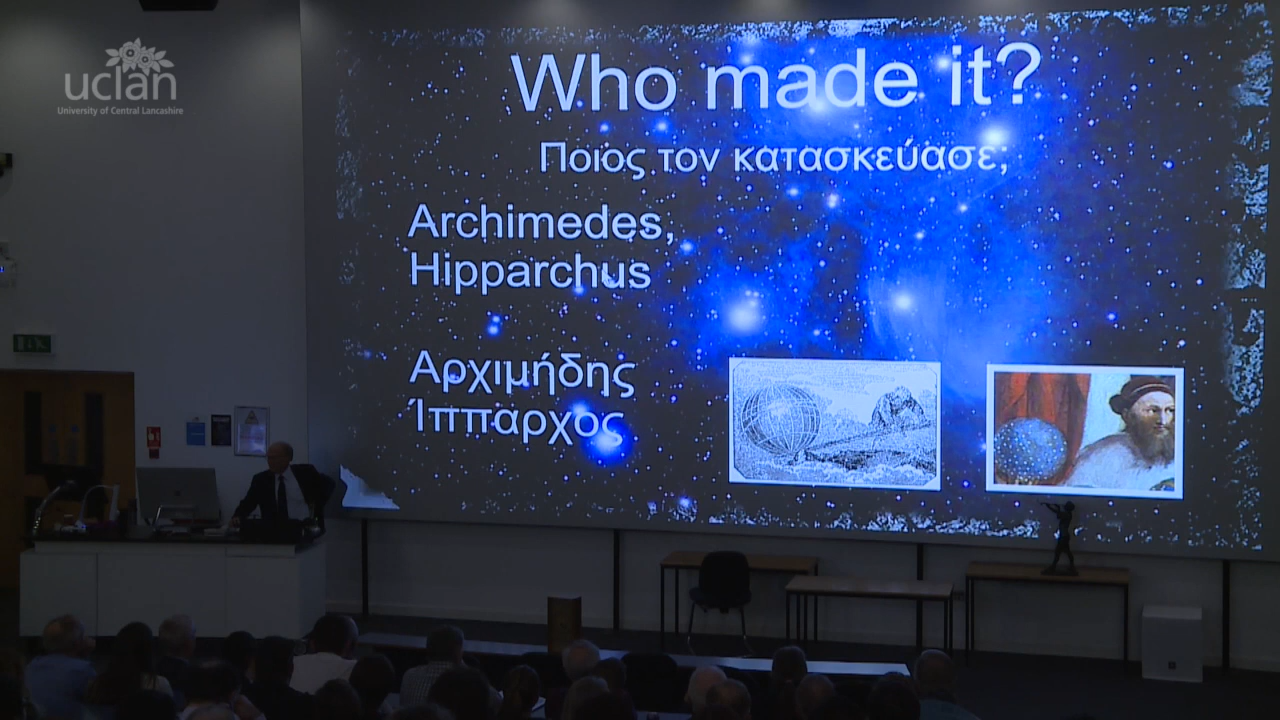 uclan
University of Central Lancashire
Who made it?
Ποιος τον κατασκεύασε;
Archimedes,
Hipparchus
Αρχιμήδης
Ίππαρχος